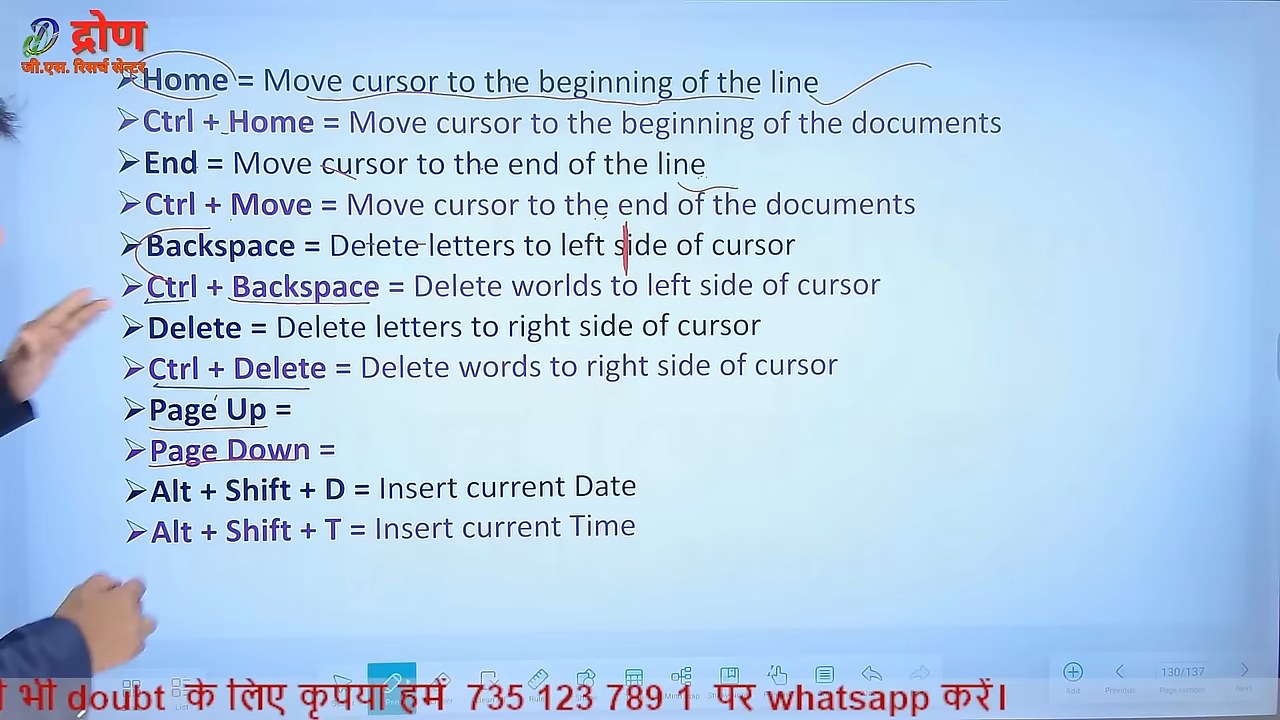 द्रोण
जी.एस. रिसर्च सेन्टर
➤Home = Move cursor to the beginning of the line
➤Ctrl + Home = Move cursor to the beginning of the documents
➤End = Move cursor to the end of the line
➤Ctrl + Move = Move cursor to the end of the documents
➤Backspace = Delete letters to left side of cursor
➤Ctrl + Backspace = Delete worlds to left side of cursor
➤Delete = Delete letters to right side of cursor
➤Ctrl + Delete = Delete words to right side of cursor
➤Page Up =
➤Page Down =
➤Alt + Shift + D = Insert current Date
➤Alt + Shift + T = Insert current Time
130/137
Add Previous Page number Next
भी doubt के लिए कृपया हमें 735 123 789 1 पर whatsapp करें।